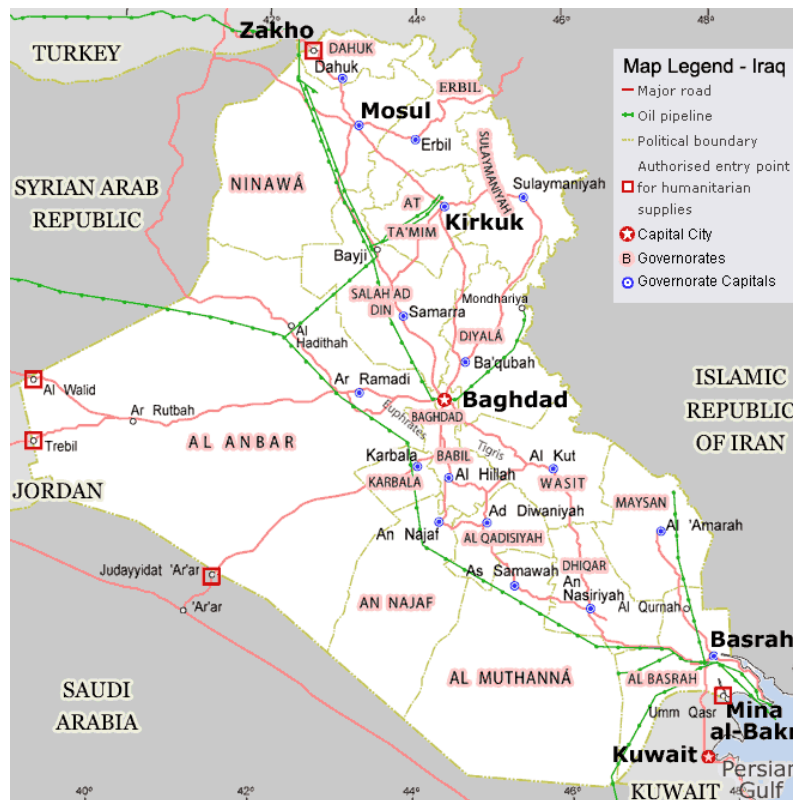 42°
44°
46°
48°
Zakho
TURKEY
DAHUK
Dahuk
Mosul
ERBIL
Erbil
SYRIAN ARAB
REPUBLIC
NINAWÁ
SULAYMANIYAH
Sulaymaniyah
AT
TA'MIM
Kirkuk
Bayji
SALAH AD
DIN
Samarra
Mondhariya
DIYALÁ
Al
Hadithah
Ba'qubah
Map Legend - Iraq
Major road
Oil pipeline
Political boundary
Authorised entry point
for humanitarian
supplies
Capital City
B Governorates
Governorate Capitals
Al Walid
Ar Ramadi
Baghdad
BAGHDAD
ISLAMIC
REPUBLIC
OF IRAN
Ar Rutbah
Euphrates
Trebil
AL ANBAR
Tigris
Karbala
BABIL
Al Kut
KARBALA
Al Hillah
WASIT
JORDAN
MAYSAN
Ad Diwaniyah
An Najaf
AL QADISIYAH
Al 'Amarah
Judayyidat 'Ar'ar
As Samawah
DHIQAR
An
Nasiriyah
'Ar'ar
AN NAJAF
Al Qurnah
Basrah
AL MUTHANNÁ
AL BASRAH
SAUDI
ARABIA
Umm Qasr
Mina
al-Bakr
Kuwait
Persian
Gulf
KUWAIT
40°
42°
44°
46°
48°